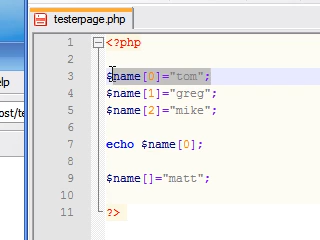 testerpage.php
1 <?php
2
3 $name[0]="tom";
4 $name[1]="greg";
5 $name[2]="mike";
6
7 echo $name[0];
8
9 $name[]="matt";
10
11 ?>
elp
ost/te